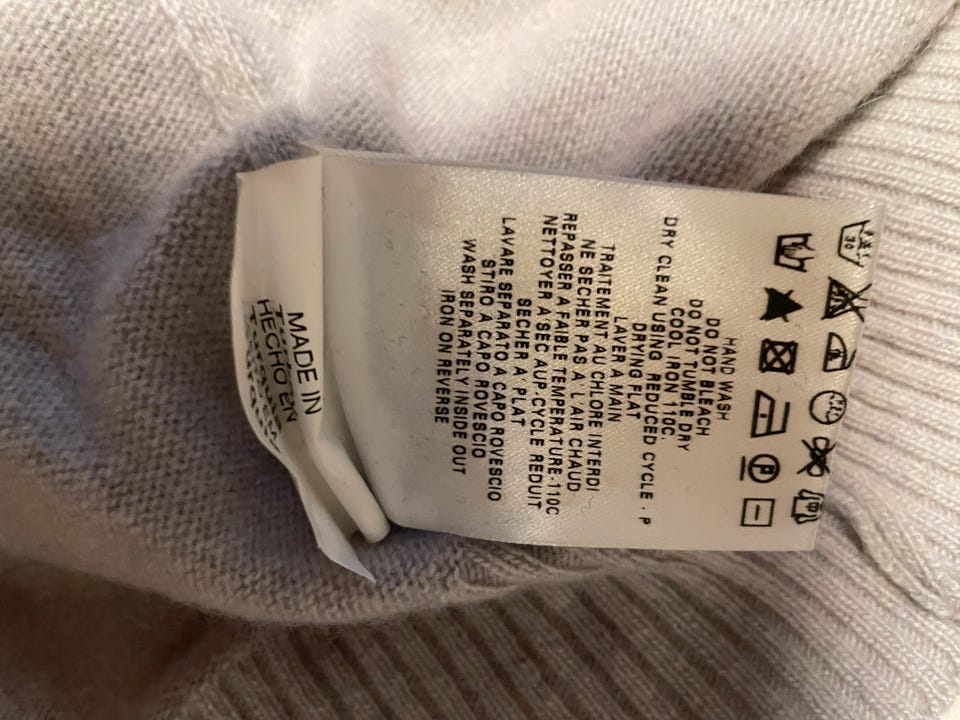 30
P
HAND WASH
DO NOT BLEACH
DO NOT TUMBLE DRY
COOL IRON 110C.
DRY CLEAN USING REDUCED CYCLE . P
DRYING FLAT
LAVER A MAIN
TRAITEMENT AU CHLORE INTERDI
NE SECHER PAS A L'AIR CHAUD
REPASSER A FAIBLE TEMPERATURE-110C
NETTOYER A SEC AUP-CYCLE REDUIT
SECHER A' PLAT
LAVARE SEPARATO A CAPO ROVESCIO
STIRO A CAPO ROVESCIO
WASH SEPARATELY INSIDE OUT
IRON ON REVERSE
MADE IN
HECHO EN